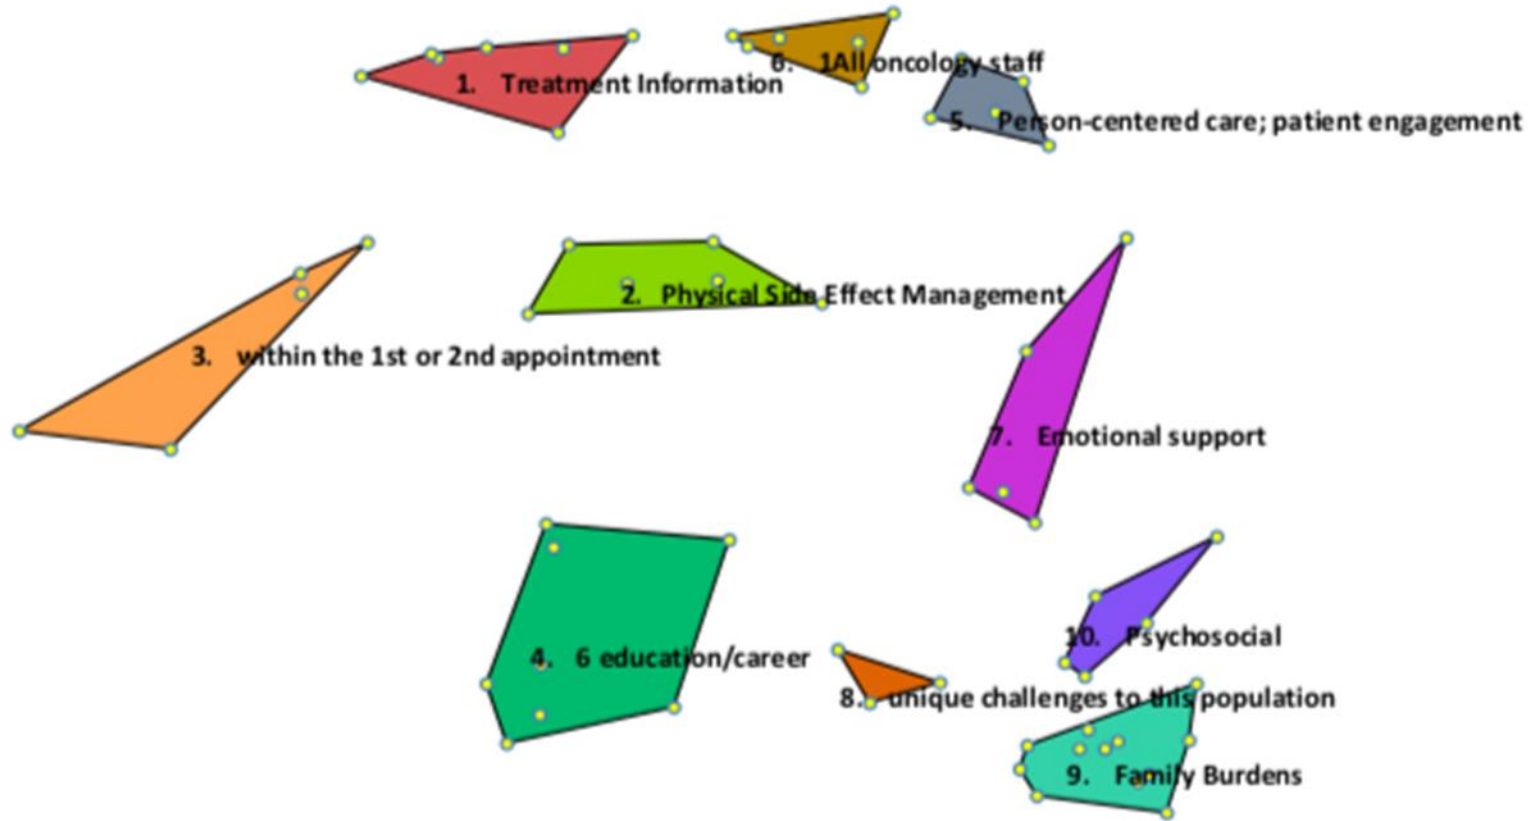 6. 1All oncology staff
1. Treatment Information
5. Person-centered care; patient engagement
2. Physical Side Effect Management
3. within the 1st or 2nd appointment
7. Emotional support
10. Psychosocial
4. 6 education/career
8. unique challenges to this population
9. Family Burdens